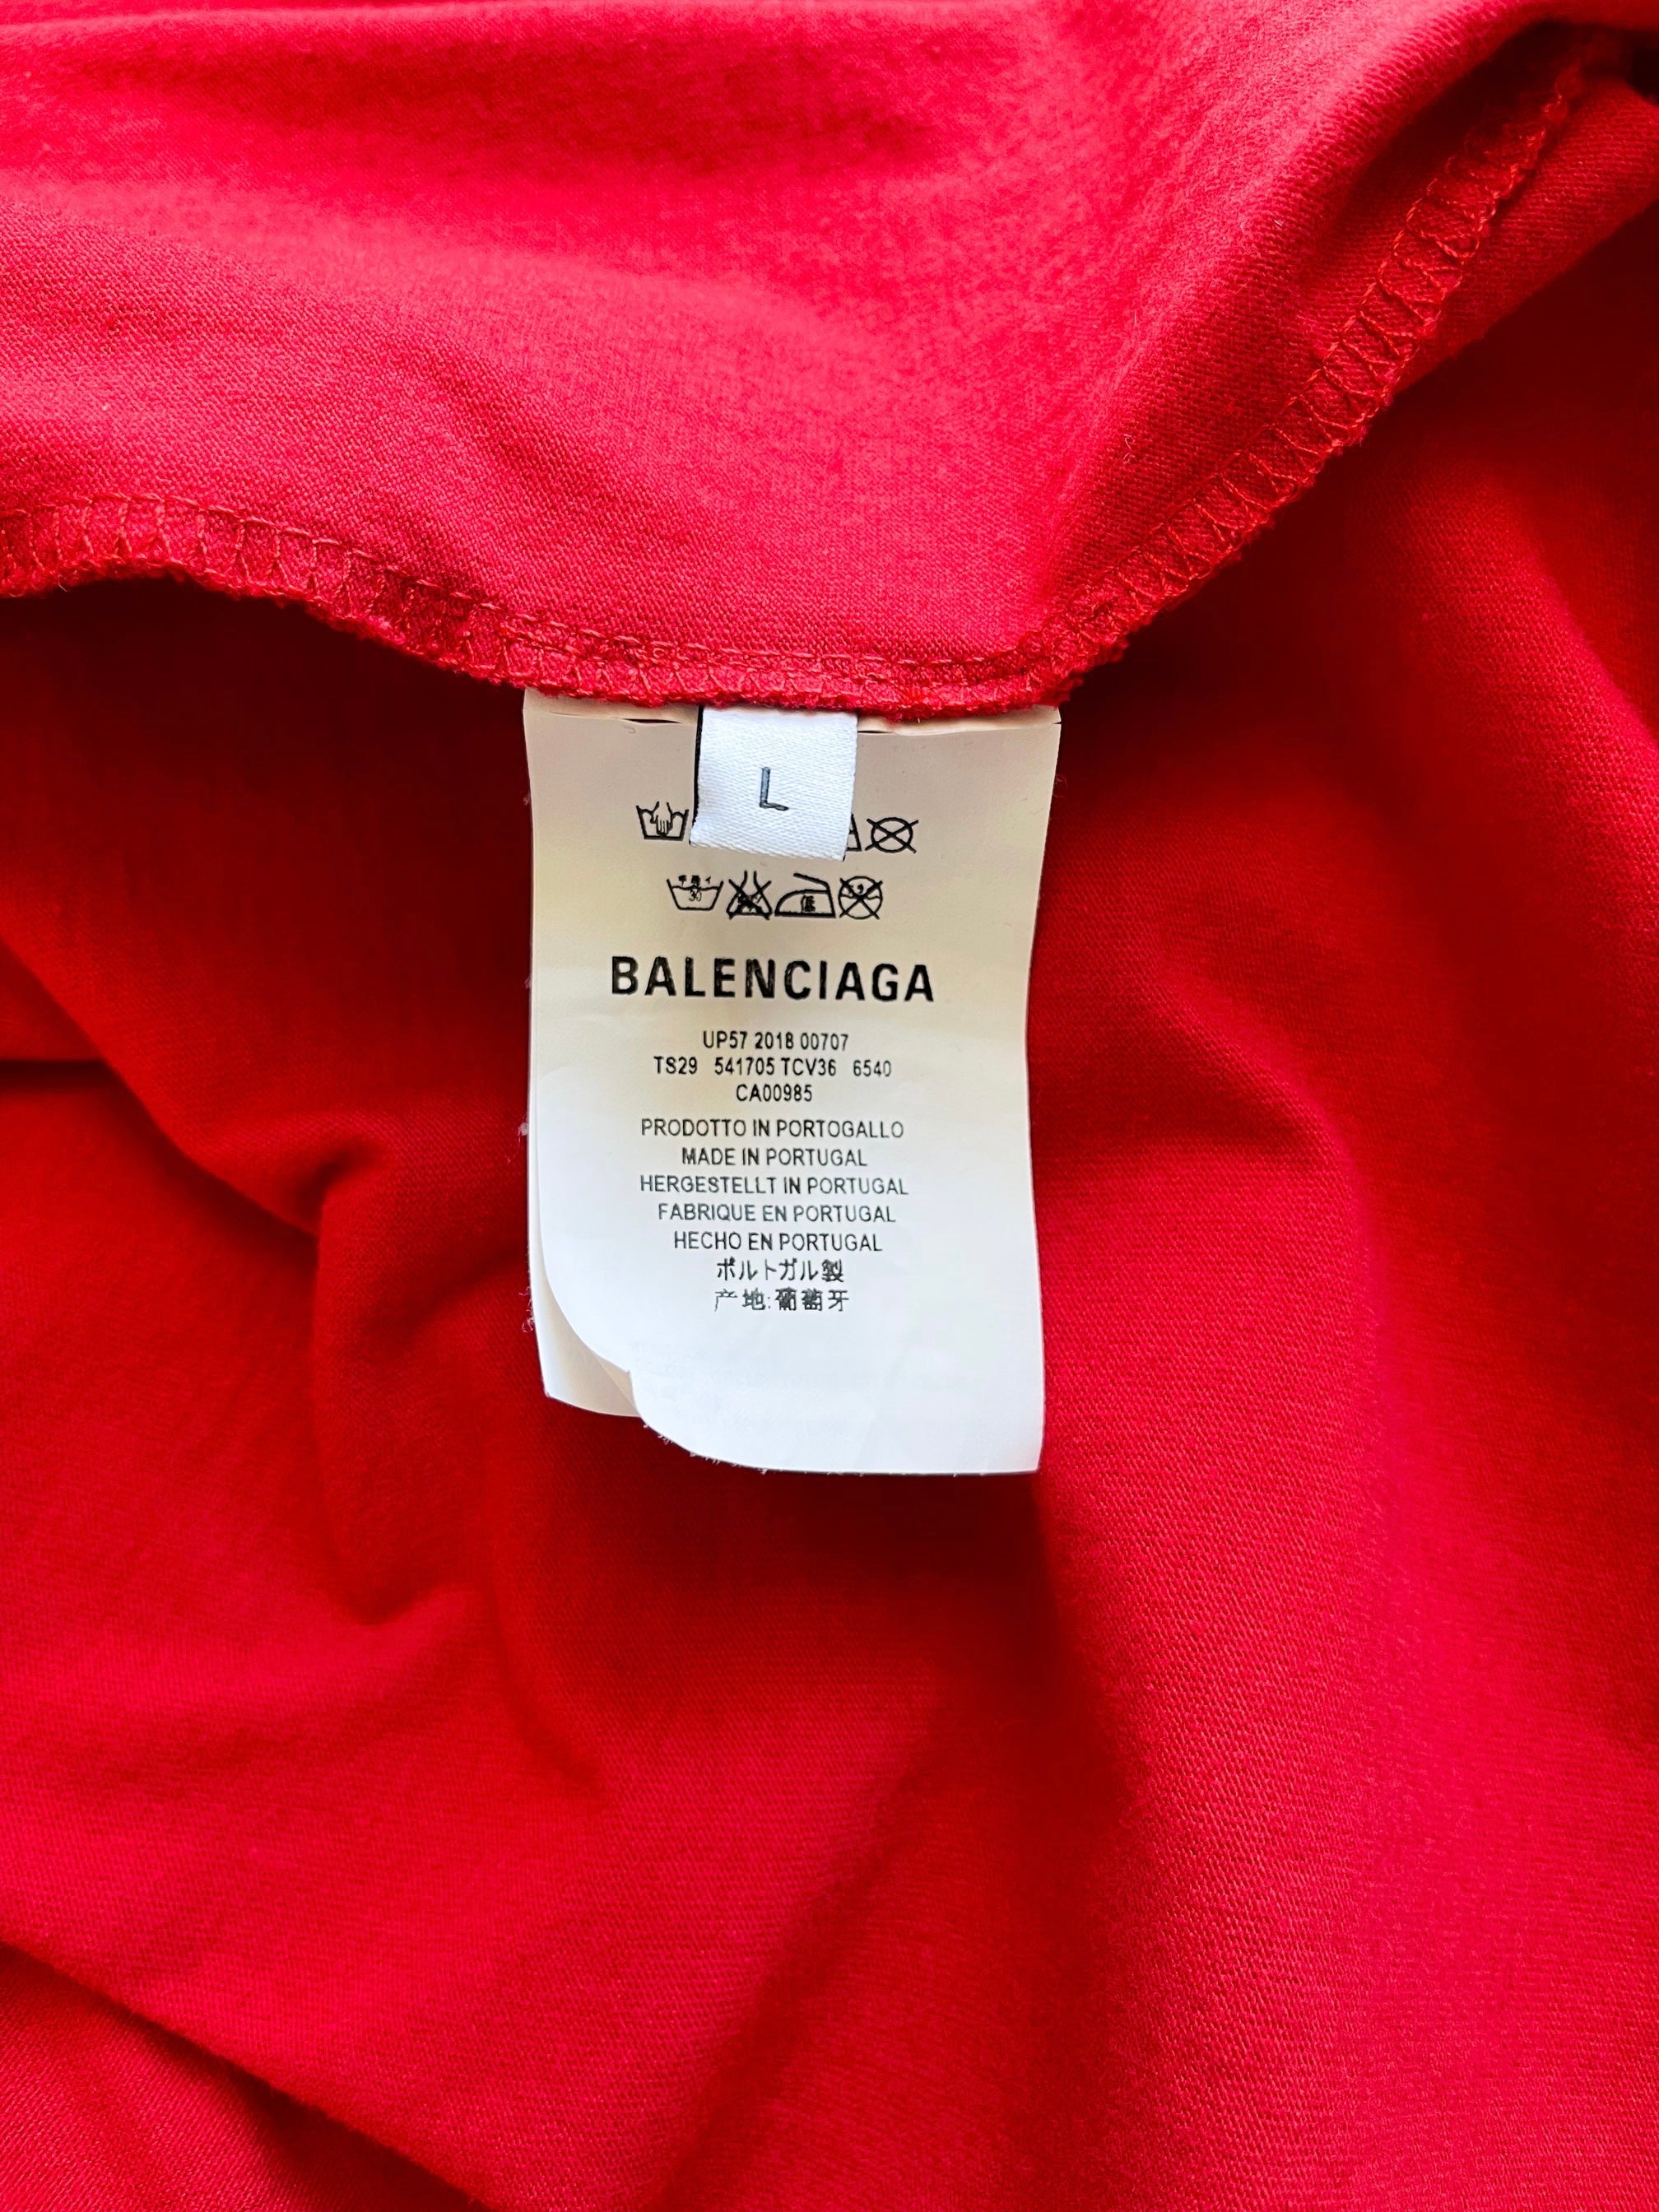 L
BALENCIAGA
UP57 2018 00707
TS29 541705 TCV36 6540
CA00985
PRODOTTO IN PORTOGALLO
MADE IN PORTUGAL
HERGESTELLT IN PORTUGAL
FABRIQUE EN PORTUGAL
HECHO EN PORTUGAL
ポルトガル製
产地:葡萄牙